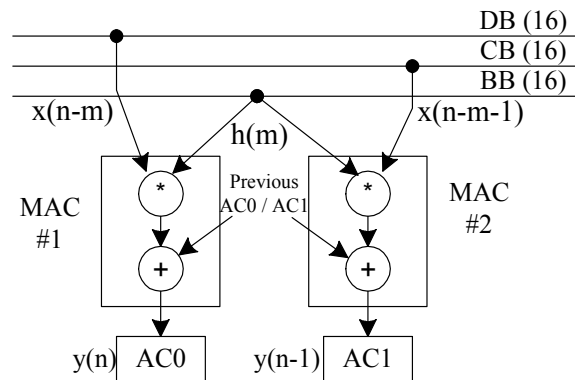 DB (16)
CB (16)
BB (16)
x(n-m)
h(m)
x(n-m-1)
MAC
#1
*
Previous
AC0 / AC1
*
MAC
#2
+
+
y(n)
AC0
y(n-1)
AC1